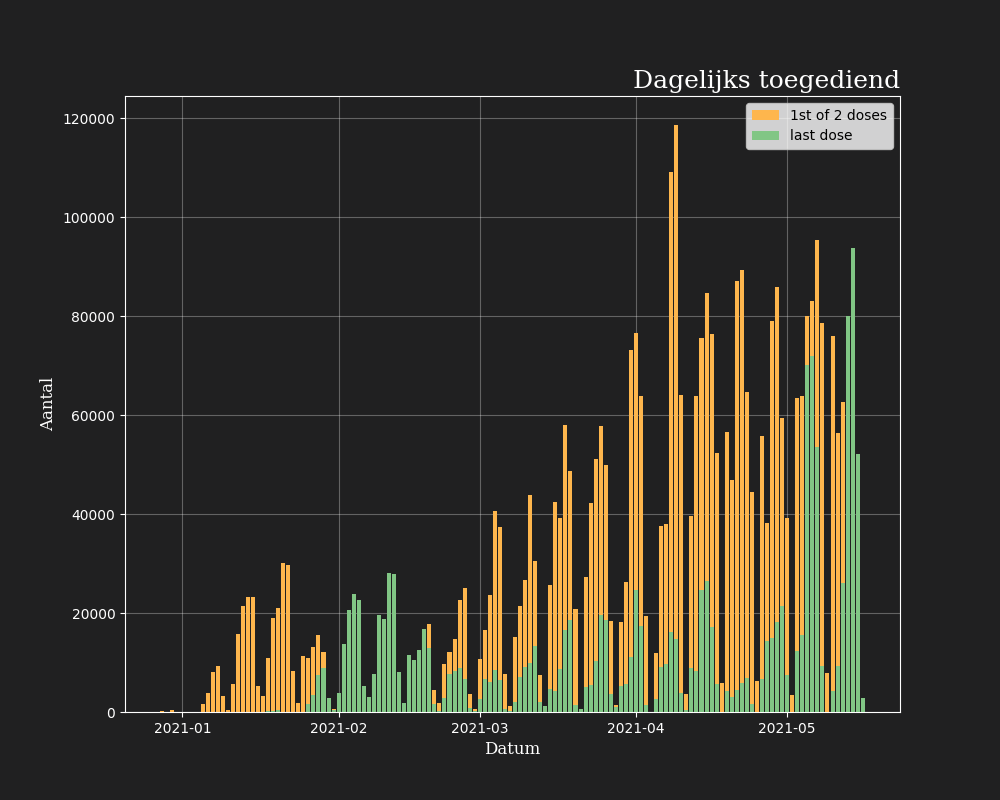 Dagelijks toegediend
1st of 2 doses
last dose
120000
100000
80000
60000
40000
20000
0
Aantal
2021-01 2021-02 2021-03 2021-04 2021-05
Datum